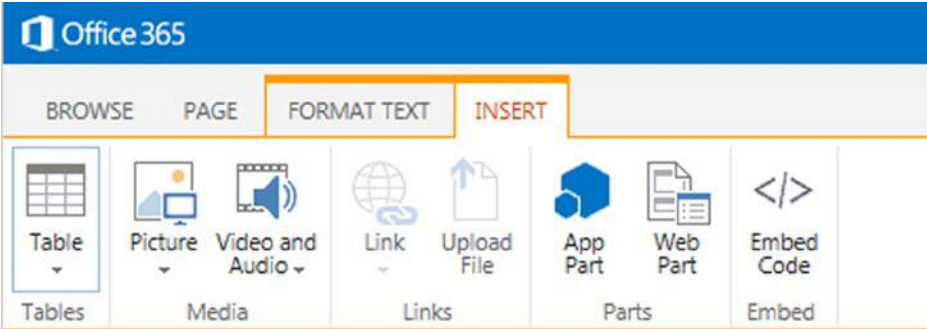 Office 365
BROWSE PAGE FORMAT TEXT INSERT
Table Picture Video and Link Upload App Web Embed
Audio File Part Part Code
Tables Media Links Parts Embed